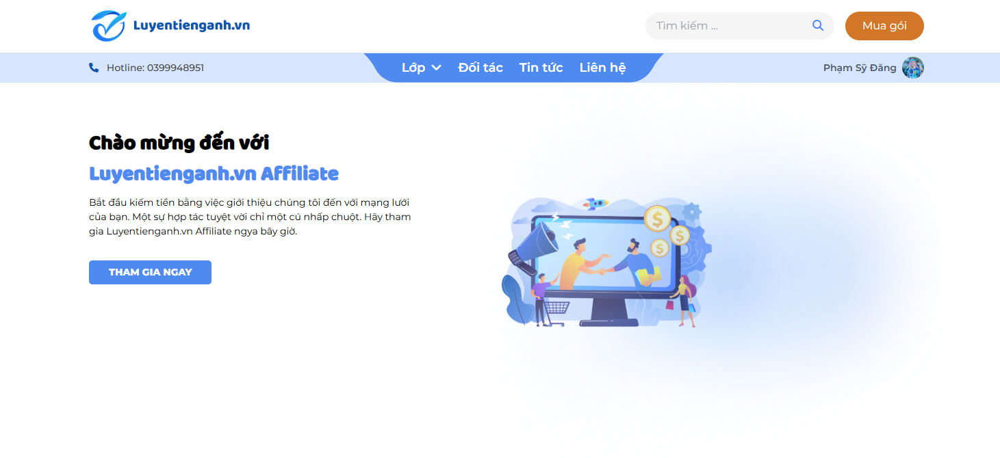 Luyentienganh.vn
Tìm kiếm ...
Mua gói
Hotline: 0399948951
Lớp
Đối tác
Tin tức
Liên hệ
Phạm Sỹ Đăng
Chào mừng đến với
Luyentienganh.vn Affiliate
Bắt đầu kiếm tiền bằng việc giới thiệu chúng tôi đến với mạng lưới
của bạn. Một sự hợp tác tuyệt vời chỉ một cú nhấp chuột. Hãy tham
gia Luyentienganh.vn Affiliate ngya bây giờ.
THAM GIA NGAY